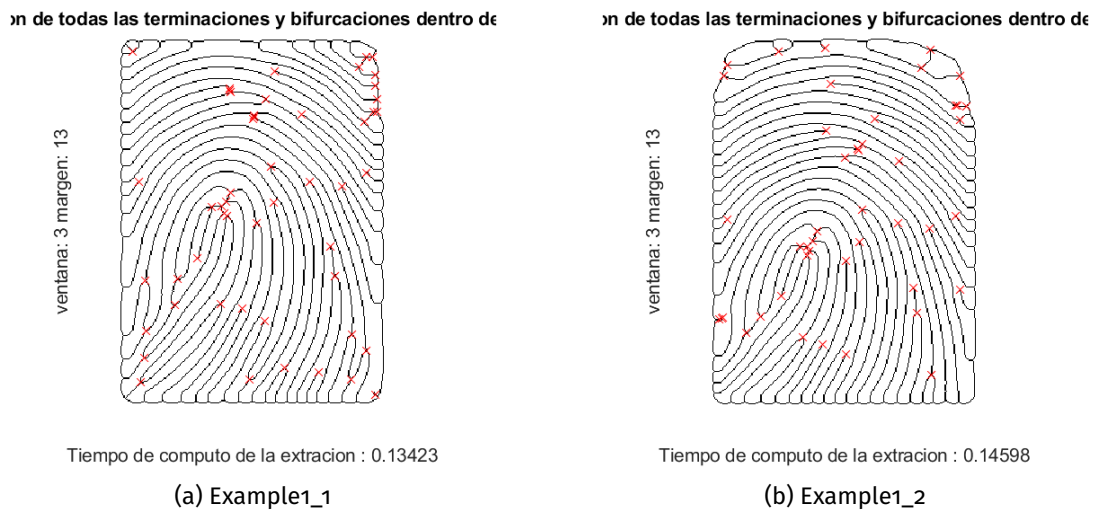 on de todas las terminaciones y bifurcaciones dentro de
ventana: 3 margen: 13
Tiempo de computo de la extracion : 0.13423
(a) Example1_1
on de todas las terminaciones y bifurcaciones dentro de
ventana: 3 margen: 13
Tiempo de computo de la extracion : 0.14598
(b) Example1_2